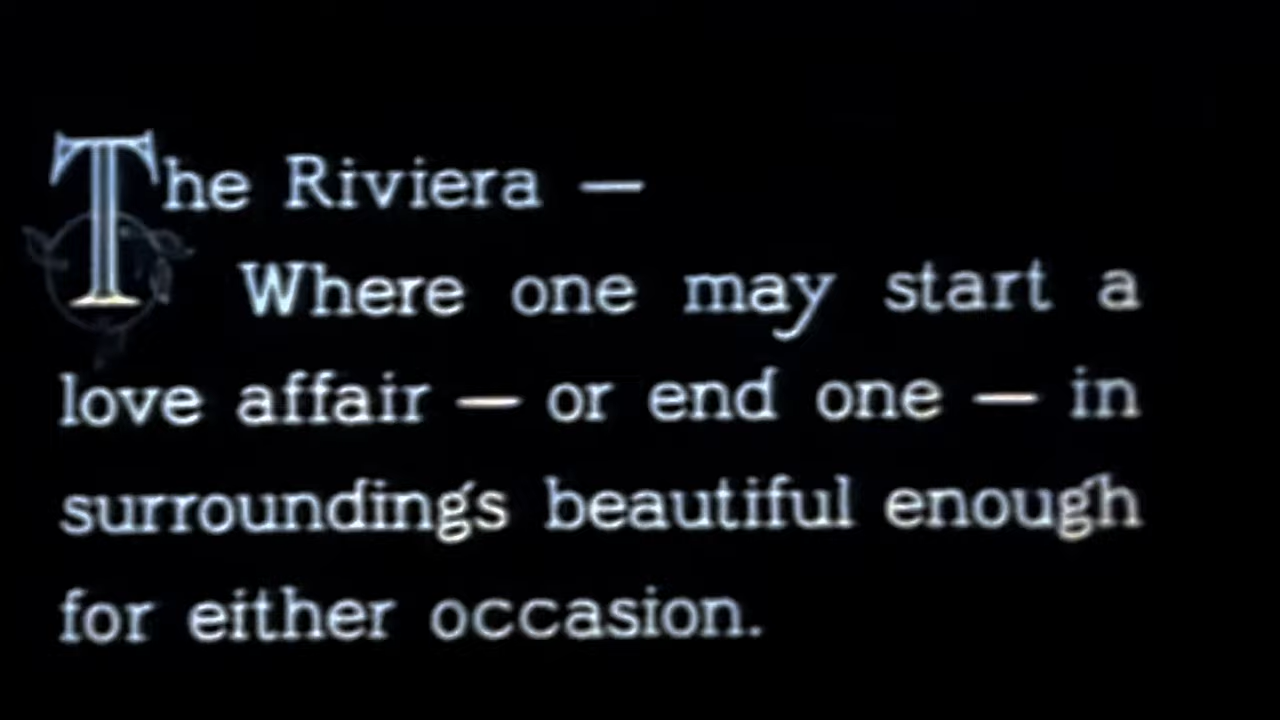 The Riviera —
Where one may start a
love affair — or end one — in
surroundings beautiful enough
for either occasion.